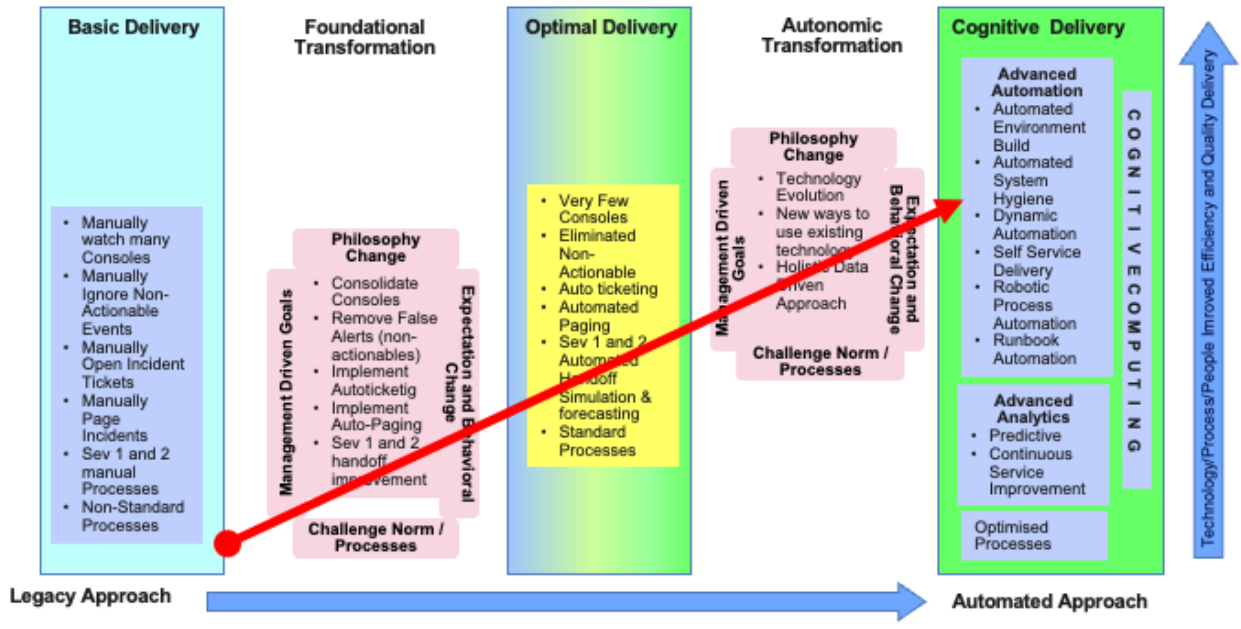 Basic Delivery
• Manually
watch many
Consoles
• Manually
Ignore Non-
Actionable
Events
• Manually
Open Incident
Tickets
• Manually
Page
Incidents
• Sev 1 and 2
manual
Processes
• Non-Standard
Processes
Foundational
Transformation
Philosophy
Change
Management Driven Goals
• Consolidate
Consoles
• Remove False
Alerts (non-
actionables)
• Implement
Autoticketig
• Implement
Auto-Paging
• Sev 1 and 2
handoff
improvement
Expectation and Behavioral
Change
Challenge Norm /
Processes
Optimal Delivery
• Very Few
Consoles
• Eliminated
Non-
Actionable
• Auto ticketing
• Automated
Paging
• Sev 1 and 2
Automated
Handoff
Simulation &
forecasting
• Standard
Processes
Autonomic
Transformation
Philosophy
Change
Management Driven
Goals
• Technology
Evolution
• New ways to
use existing
technology
• Holistic Data
Driven
Approach
Expectation and
Behavioral Change
Challenge Norm /
Processes
Cognitive Delivery
Advanced
Automation
• Automated
Environment
Build
• Automated
System
Hygiene
• Dynamic
Automation
• Self Service
Delivery
• Robotic
Process
Automation
• Runbook
Automation
Advanced
Analytics
• Predictive
• Continuous
Service
Improvement
Optimised
Processes
COGNITIVE COMPUTING
Technology/Process/People Imroved Efficiency and Quality Delivery
Legacy Approach
Automated Approach